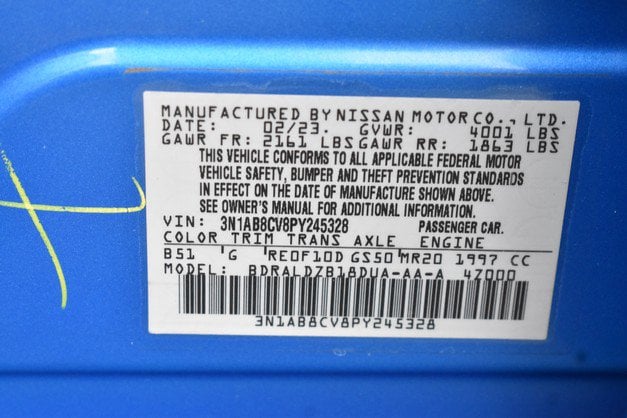 MANUFACTURED BY NISSAN MOTOR CO., LTD.
DATE: 02/23. GVWR: 4001 LBS
GAWR FR: 2161 LBS GAWR RR: 1863 LBS
THIS VEHICLE CONFORMS TO ALL APPLICABLE FEDERAL MOTOR
VEHICLE SAFETY, BUMPER AND THEFT PREVENTION STANDARDS
IN EFFECT ON THE DATE OF MANUFACTURE SHOWN ABOVE.
SEE OWNER'S MANUAL FOR ADDITIONAL INFORMATION.
VIN: 3N1AB8CV8PY245328 PASSENGER CAR.
COLOR TRIM TRANS AXLE ENGINE
B51 'G 'RE0F10D GS50 MR20 1997 CC
MODEL: BDRALDZB18DUA-AA-A 47000
3N1AB8CV8PY245328